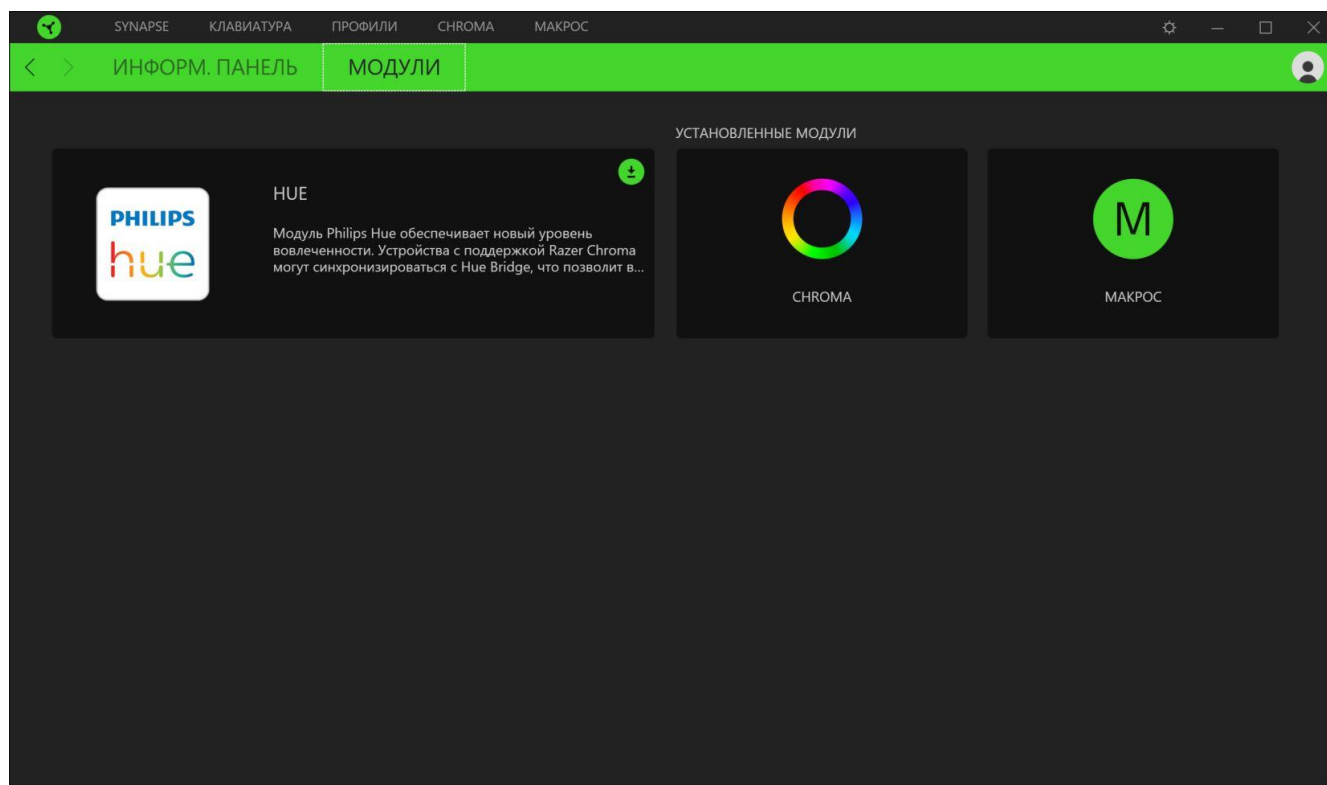 SYNAPSE КЛАВИАТУРА ПРОФИЛИ CHROMA МАКРОС
ИНФОРМ. ПАНЕЛЬ МОДУЛИ
УСТАНОВЛЕННЫЕ МОДУЛИ
PHILIPS
hue
HUE
Модуль Philips Hue обеспечивает новый уровень
вовлеченности. Устройства с поддержкой Razer Chroma
могут синхронизироваться с Hue Bridge, что позволит в...
CHROMA
M
МАКРОС